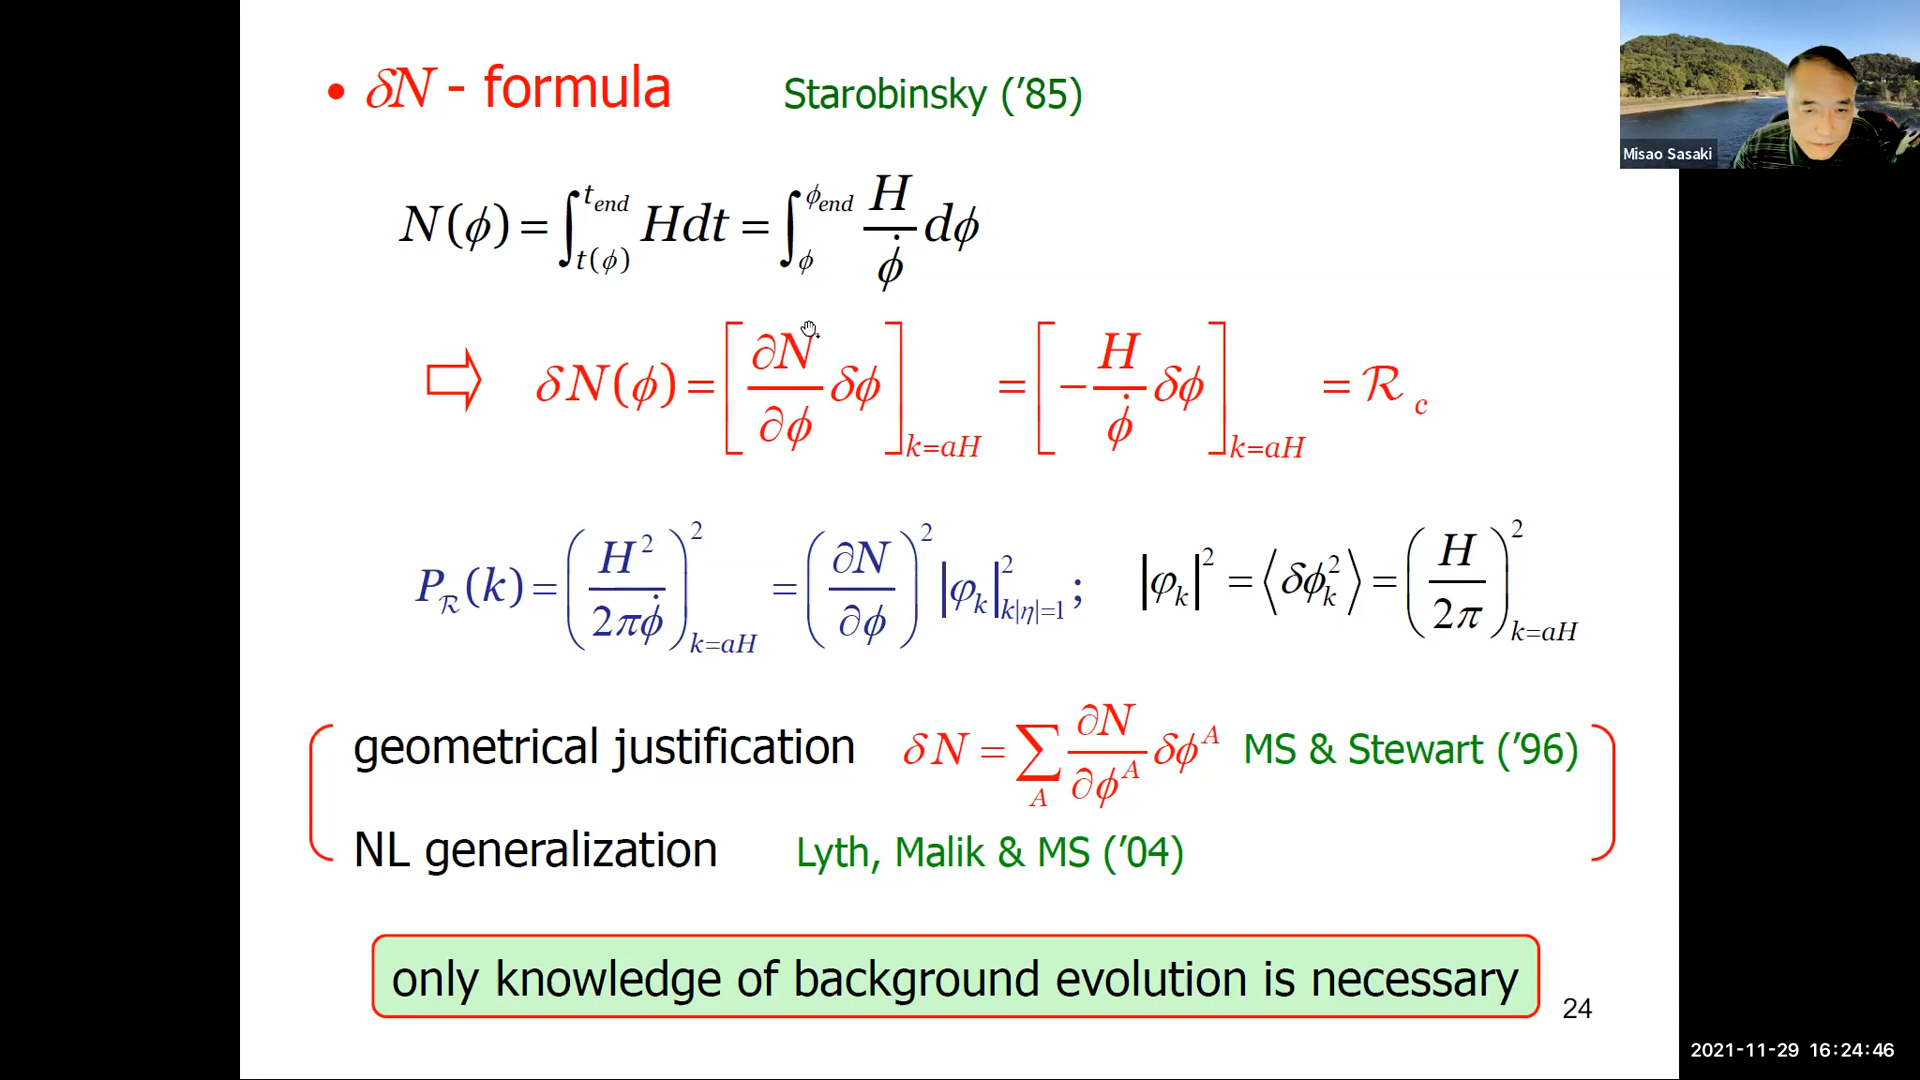 • δN - formula Starobinsky (’85)
Misao Sasaki
N(ϕ) = ∫_{t(ϕ)}^{t_end} Hdt = ∫_ϕ^{ϕ_end} H/ϕ̇ dϕ
⇨ δN(ϕ) = [∂N/∂ϕ δϕ]_{k=aH} = [−H/ϕ̇ δϕ]_{k=aH} = ℛ_c
P_ℛ(k) = (H²/2πϕ̇)²_{k=aH} = (∂N/∂ϕ)² |φ_k|²_{k|η|=1} ; |φ_k|² = ⟨δϕ_k²⟩ = (H/2π)²_{k=aH}
geometrical justification δN = ∑_A ∂N/∂ϕ^A δϕ^A MS & Stewart (’96)
NL generalization Lyth, Malik & MS (’04)
only knowledge of background evolution is necessary
24
2021-11-29 16:24:46